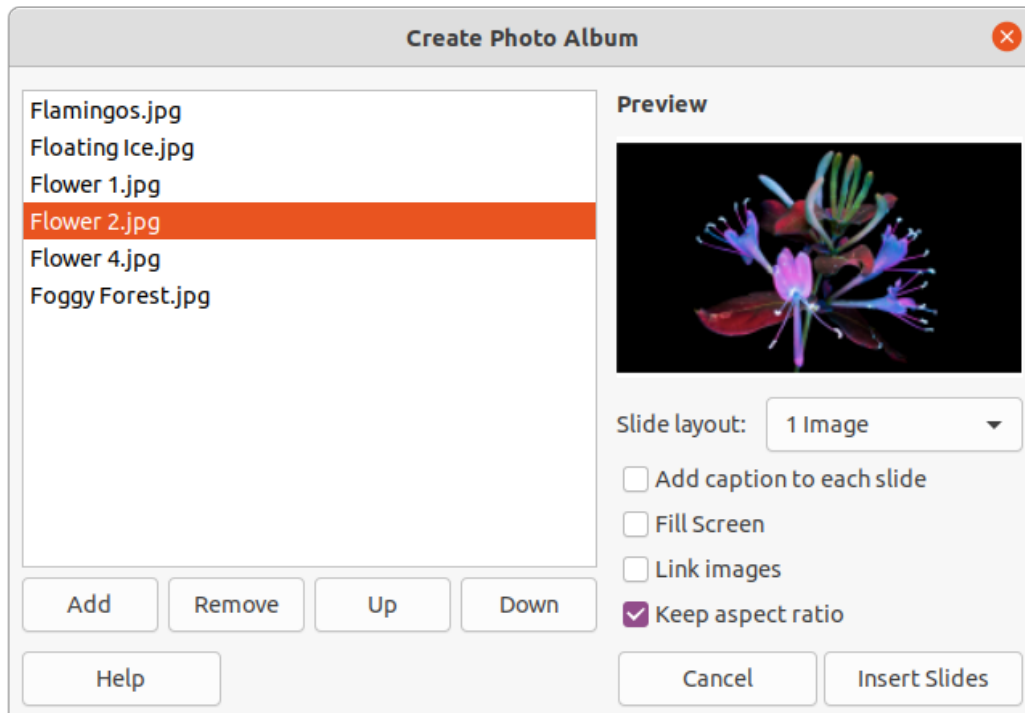 Create Photo Album
Flamingos.jpg
Floating Ice.jpg
Flower 1.jpg
Flower 2.jpg
Flower 4.jpg
Foggy Forest.jpg
Add Remove Up Down
Help
Preview
Slide layout: 1 Image
Add caption to each slide
Fill Screen
Link images
Keep aspect ratio
Cancel Insert Slides